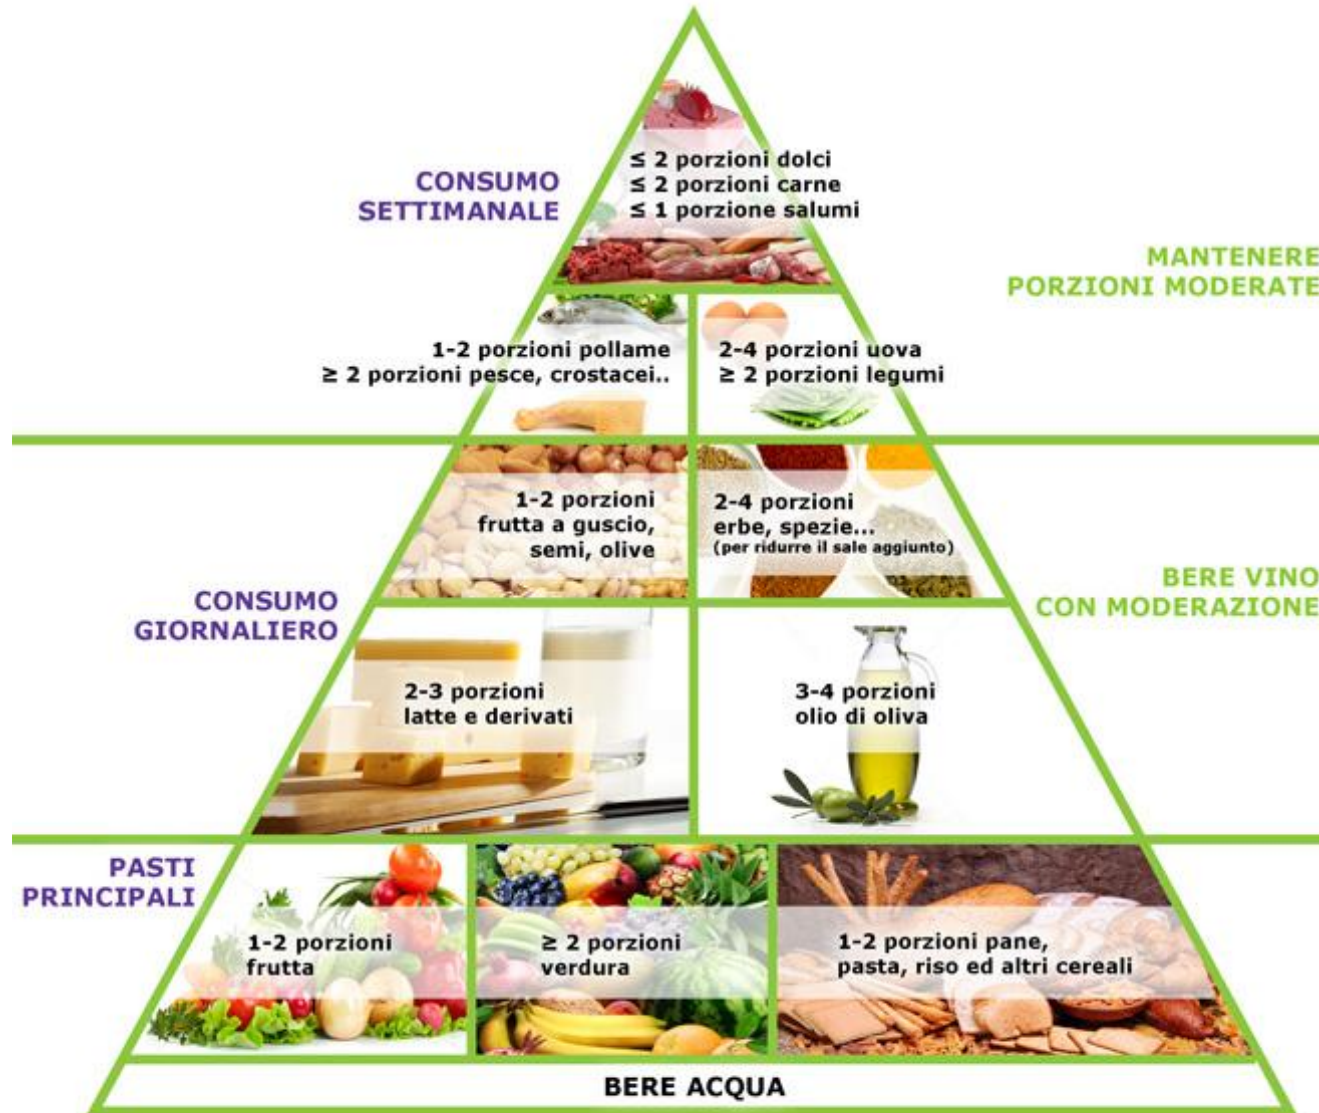 CONSUMO
SETTIMANALE
≤ 2 porzioni dolci
≤ 2 porzioni carne
≤ 1 porzione salumi
MANTENERE
PORZIONI MODERATE
1-2 porzioni pollame
≥ 2 porzioni pesce, crostacei..
2-4 porzioni uova
≥ 2 porzioni legumi
CONSUMO
GIORNALIERO
1-2 porzioni
frutta a guscio,
semi, olive
2-4 porzioni
erbe, spezie...
(per ridurre il sale aggiunto)
BERE VINO
CON MODERAZIONE
2-3 porzioni
latte e derivati
3-4 porzioni
olio di oliva
PASTI
PRINCIPALI
1-2 porzioni
frutta
≥ 2 porzioni
verdura
1-2 porzioni pane,
pasta, riso ed altri cereali
BERE ACQUA